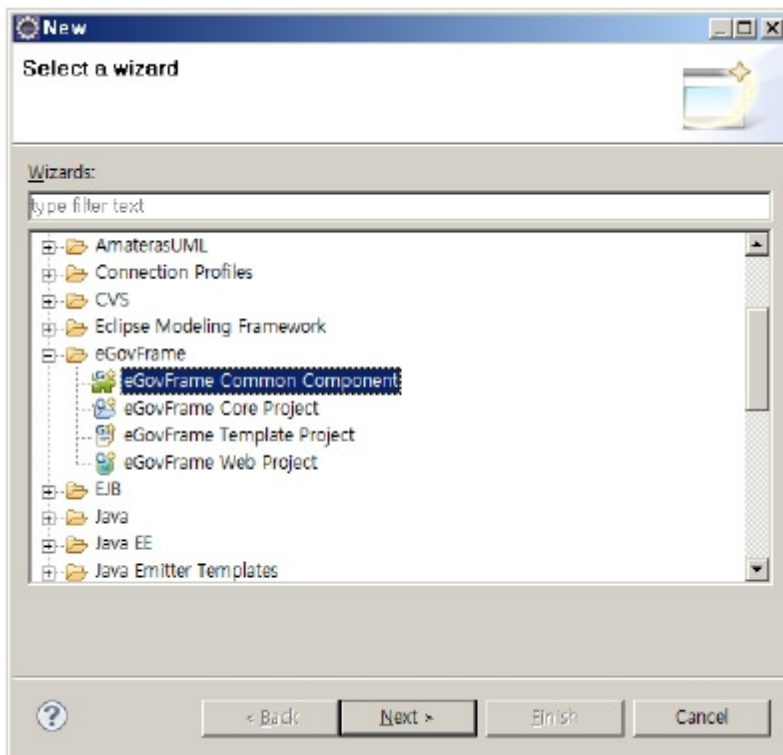 New
Select a wizard
Wizards:
type filter text
AmaterasUML
Connection Profiles
CVS
Eclipse Modeling Framework
eGovFrame
eGovFrame Common Component
eGovFrame Core Project
eGovFrame Template Project
eGovFrame Web Project
EJB
Java
Java EE
Java Emitter Templates
< Back Next > Finish Cancel